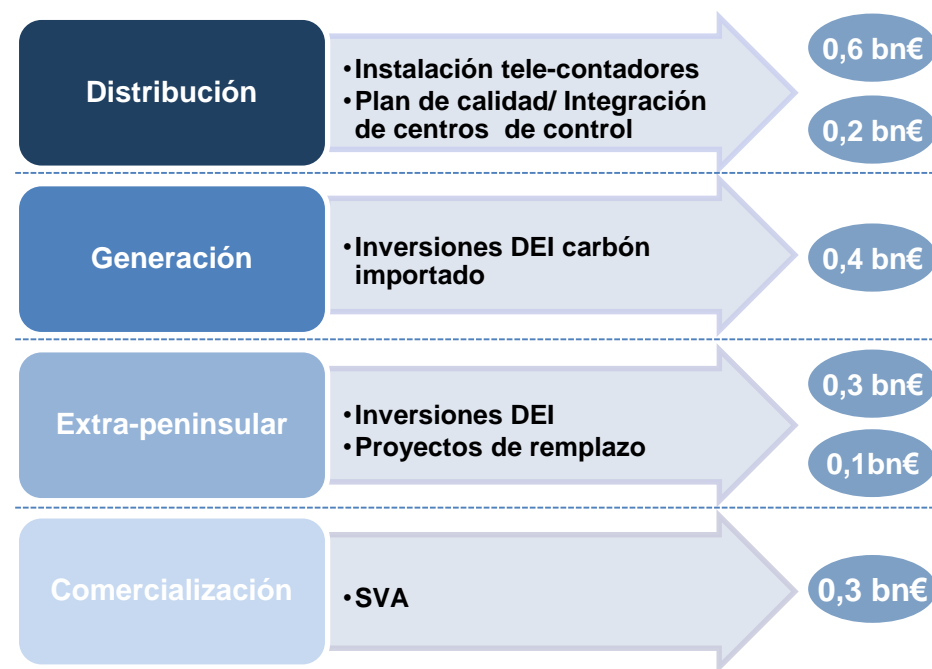 Distribución
•Instalación tele-contadores
•Plan de calidad/ Integración
de centros de control
0,6 bn€
0,2 bn€
Generación
•Inversiones DEI carbón
importado
0,4 bn€
Extra-peninsular
•Inversiones DEI
•Proyectos de remplazo
0,3 bn€
0,1bn€
Comercialización
•SVA
0,3 bn€